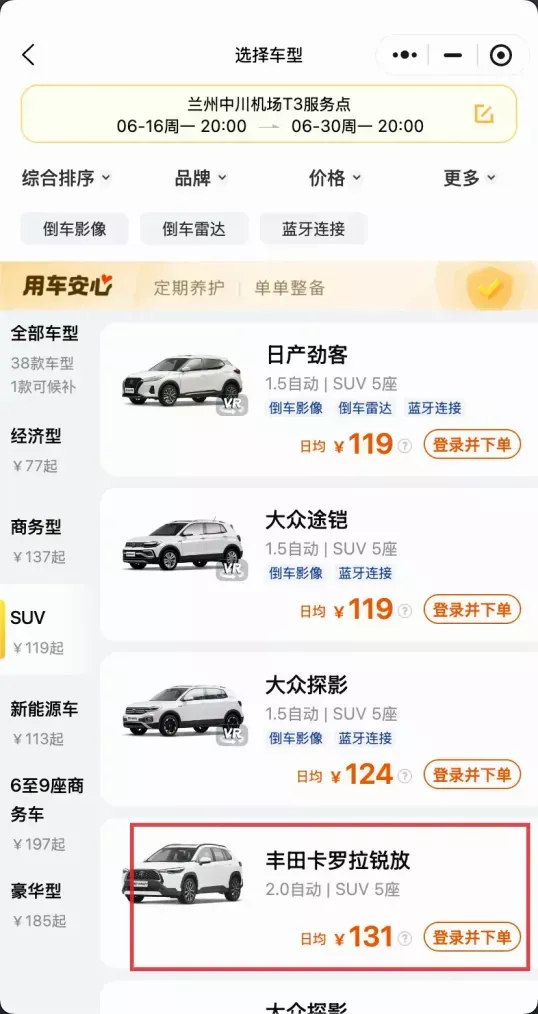 选择车型
兰州中川机场T3服务点
06-16周一 20:00 06-30周一 20:00
综合排序 品牌 价格 更多
倒车影像 倒车雷达 蓝牙连接
用车安心 定期养护 | 单单整备
全部车型
38款车型
1款可候补
经济型
¥77起
商务型
¥137起
SUV
¥119起
新能源车
¥113起
6至9座商
务车
¥197起
豪华型
¥185起
日产劲客
1.5自动 | SUV 5座
倒车影像 倒车雷达 蓝牙连接
VR
日均 ¥119 ? 登录并下单
大众途铠
1.5自动 | SUV 5座
倒车影像 蓝牙连接
VR
日均 ¥119 ? 登录并下单
大众探影
1.5自动 | SUV 5座
倒车影像 蓝牙连接
VR
日均 ¥124 ? 登录并下单
丰田卡罗拉锐放
2.0自动 | SUV 5座
日均 ¥131 ? 登录并下单
大众探影